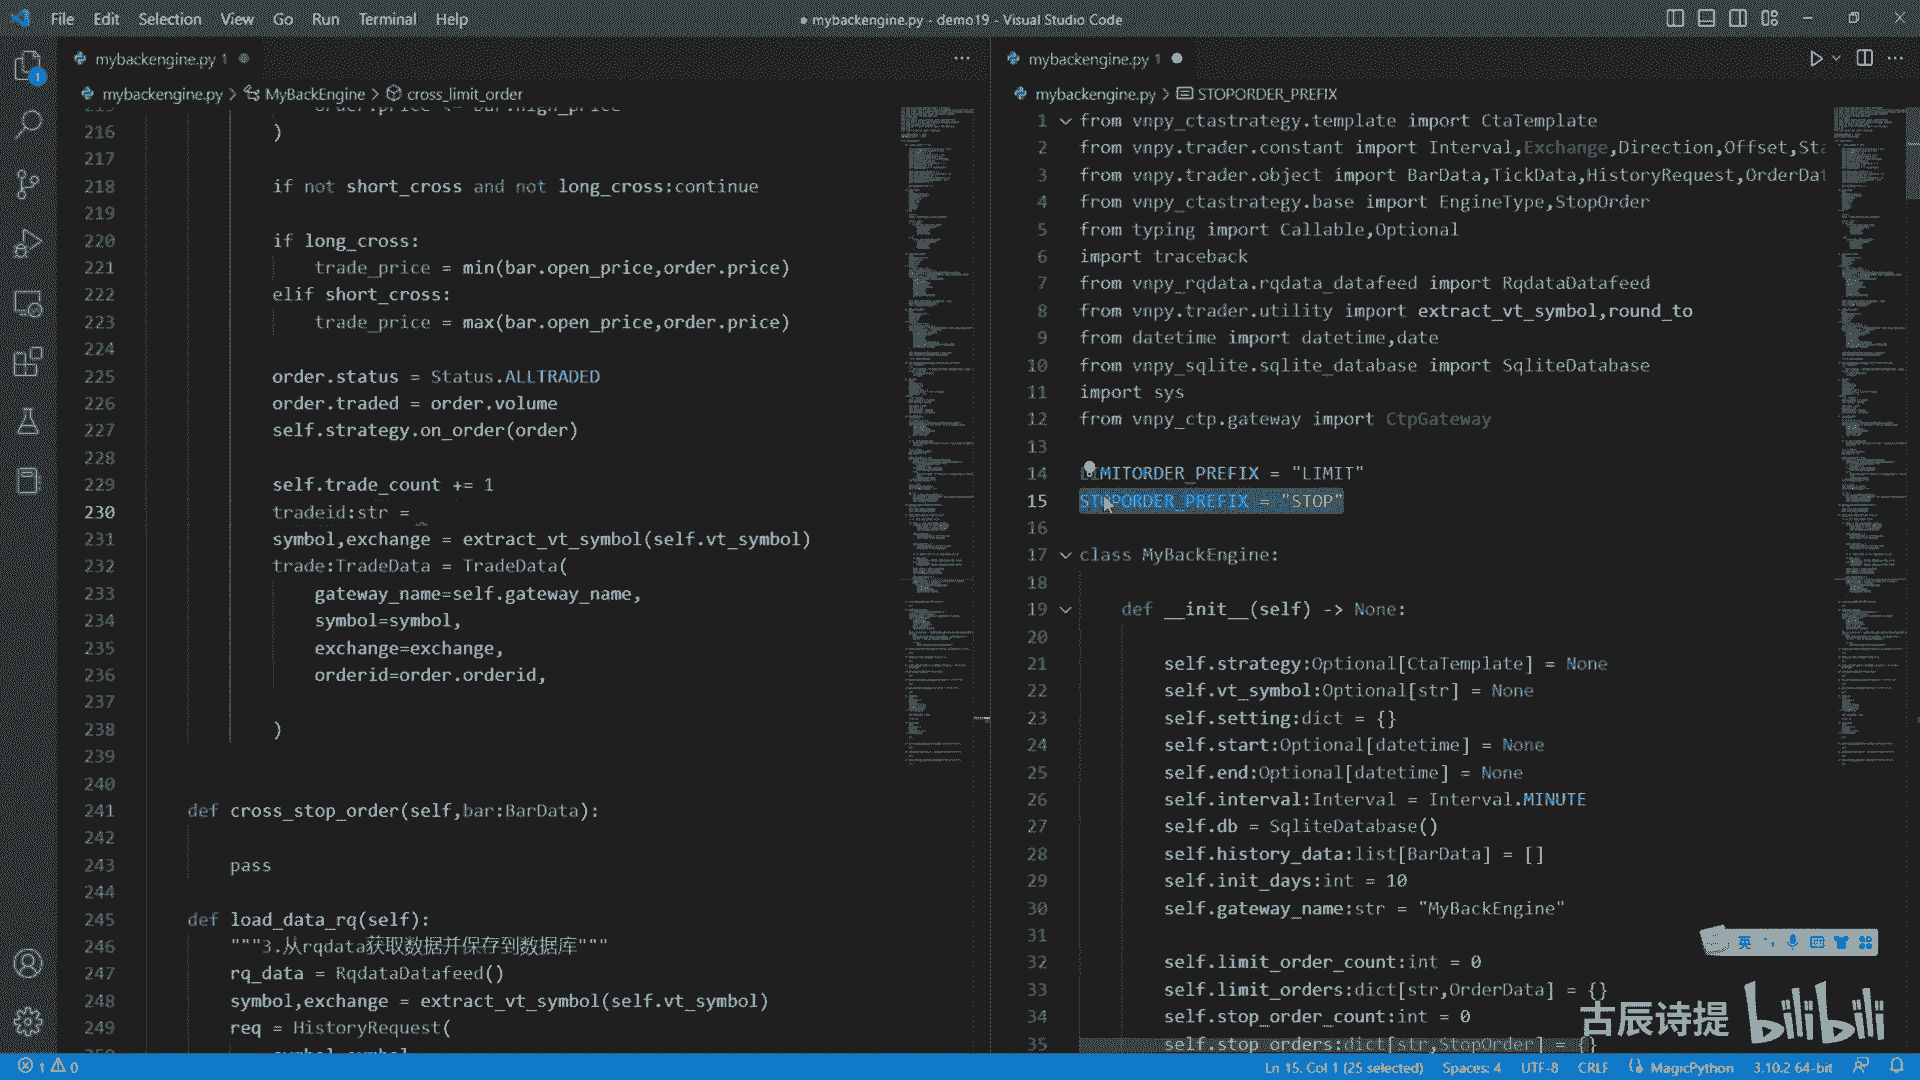 File Edit Selection View Go Run Terminal Help
● mybackengine.py - demo19 - Visual Studio Code
mybackengine.py 1
mybackengine.py > MyBackEngine > cross_limit_order
216 )
217
218 if not short_cross and not long_cross:continue
219
220 if long_cross:
221 trade_price = min(bar.open_price,order.price)
222 elif short_cross:
223 trade_price = max(bar.open_price,order.price)
224
225 order.status = Status.ALLTRADED
226 order.traded = order.volume
227 self.strategy.on_order(order)
228
229 self.trade_count += 1
230 tradeid:str =
231 symbol,exchange = extract_vt_symbol(self.vt_symbol)
232 trade:TradeData = TradeData(
233 gateway_name=self.gateway_name,
234 symbol=symbol,
235 exchange=exchange,
236 orderid=order.orderid,
237
238 )
239
240
241 def cross_stop_order(self,bar:BarData):
242
243 pass
244
245 def load_data_rq(self):
246 """3.从rqdata获取数据并保存到数据库"""
247 rq_data = RqdataDatafeed()
248 symbol,exchange = extract_vt_symbol(self.vt_symbol)
249 req = HistoryRequest(
mybackengine.py 1 ●
mybackengine.py > STOPORDER_PREFIX
1 from vnpy_ctastrategy.template import CtaTemplate
2 from vnpy.trader.constant import Interval,Exchange,Direction,Offset,Sta
3 from vnpy.trader.object import BarData,TickData,HistoryRequest,OrderDat
4 from vnpy_ctastrategy.base import EngineType,StopOrder
5 from typing import Callable,Optional
6 import traceback
7 from vnpy_rqdata.rqdata_datafeed import RqdataDatafeed
8 from vnpy.trader.utility import extract_vt_symbol,round_to
9 from datetime import datetime,date
10 from vnpy_sqlite.sqlite_database import SqliteDatabase
11 import sys
12 from vnpy_ctp.gateway import CtpGateway
13
14 LIMITORDER_PREFIX = "LIMIT"
15 STOPORDER_PREFIX = "STOP"
16
17 class MyBackEngine:
18
19 def __init__(self) -> None:
20
21 self.strategy:Optional[CtaTemplate] = None
22 self.vt_symbol:Optional[str] = None
23 self.setting:dict = {}
24 self.start:Optional[datetime] = None
25 self.end:Optional[datetime] = None
26 self.interval:Interval = Interval.MINUTE
27 self.db = SqliteDatabase()
28 self.history_data:list[BarData] = []
29 self.init_days:int = 10
30 self.gateway_name:str = "MyBackEngine"
31
32 self.limit_order_count:int = 0
33 self.limit_orders:dict[str,OrderData] = {}
34 self.stop_order_count:int = 0
35 self.stop_orders:dict[str,StopOrder] = {}
英
古辰诗提 bilibili
1 0
Ln 15, Col 1 (25 selected) Spaces: 4 UTF-8 CRLF MagicPython 3.10.2 64-bit